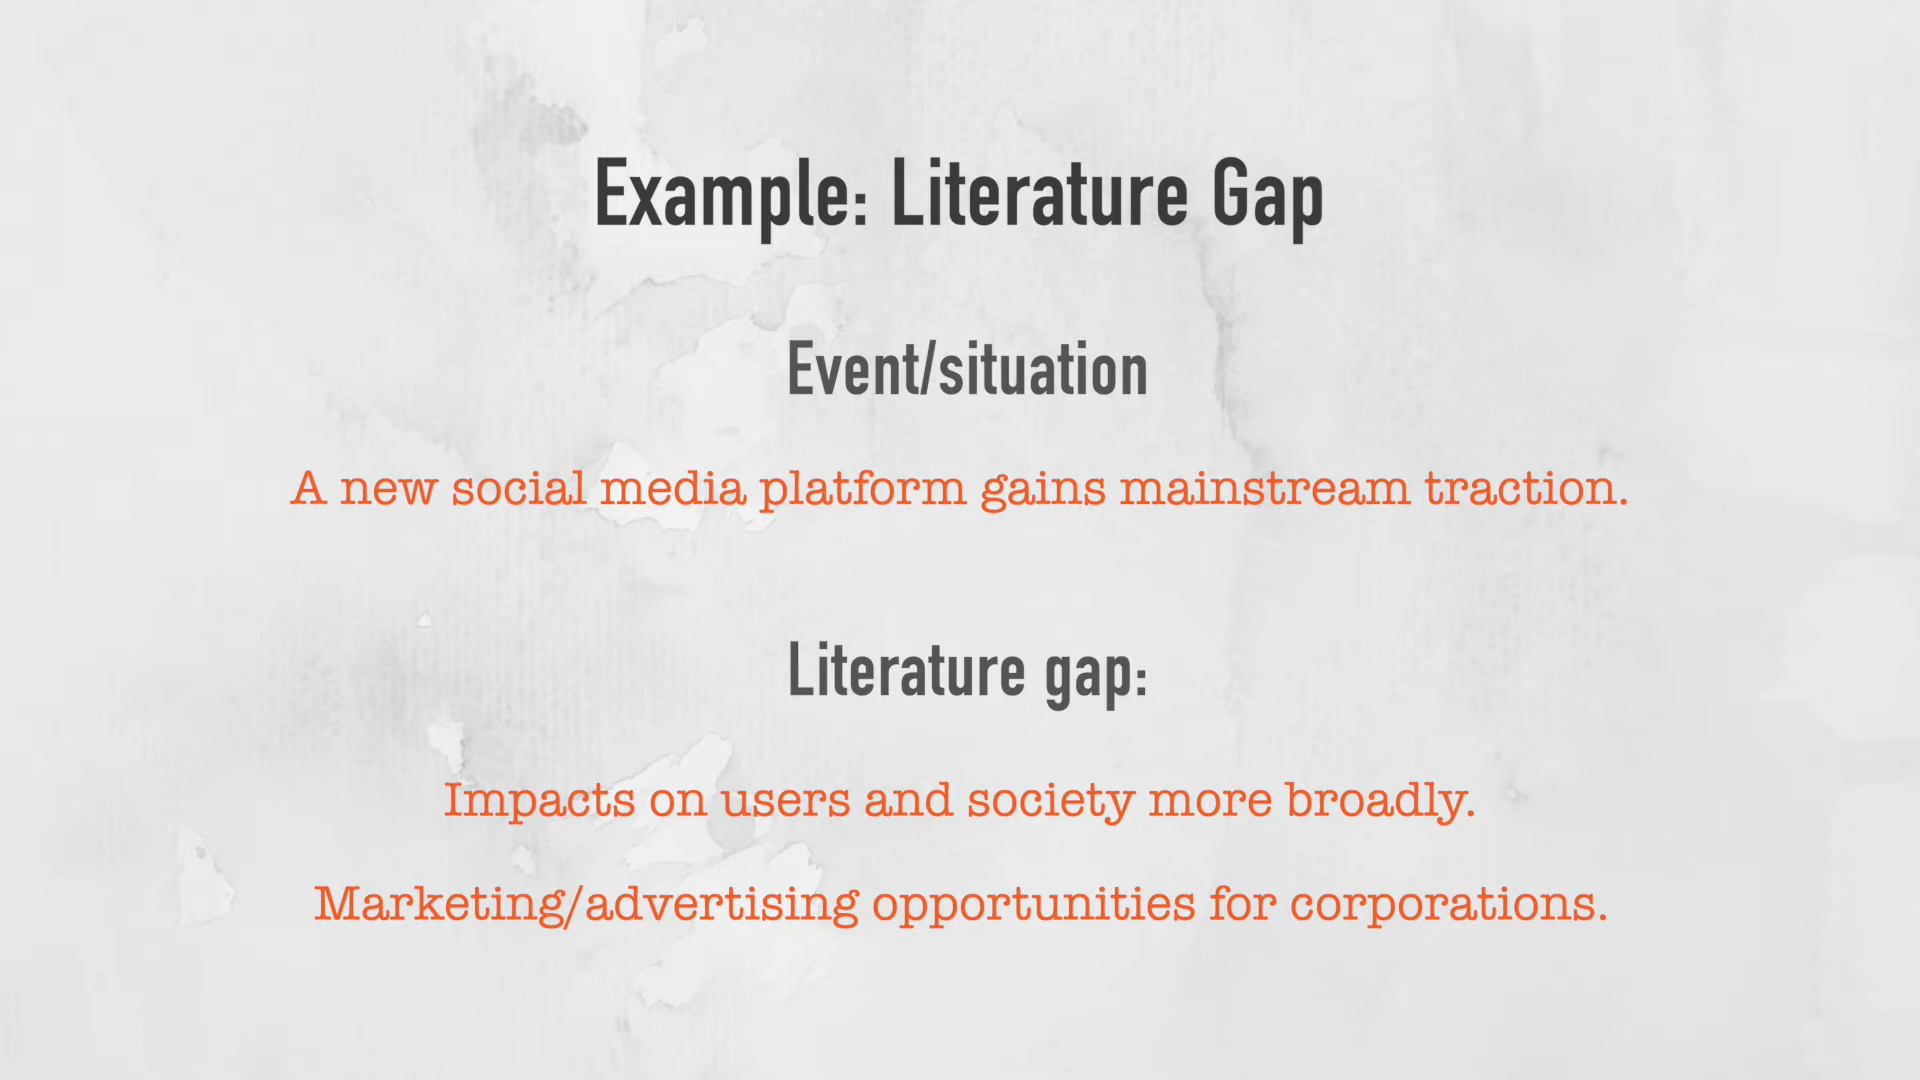 Example: Literature Gap
Event/situation
A new social media platform gains mainstream traction.
Literature gap:
Impacts on users and society more broadly.
Marketing/advertising opportunities for corporations.